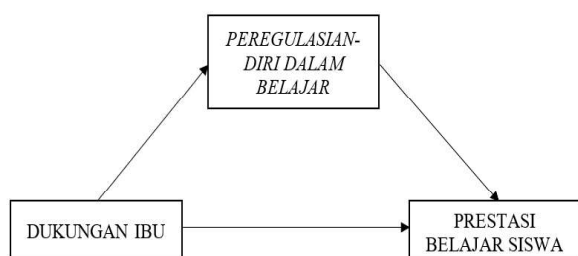 PEREGULASIAN-
DIRI DALAM
BELAJAR
DUKUNGAN IBU
PRESTASI
BELAJAR SISWA